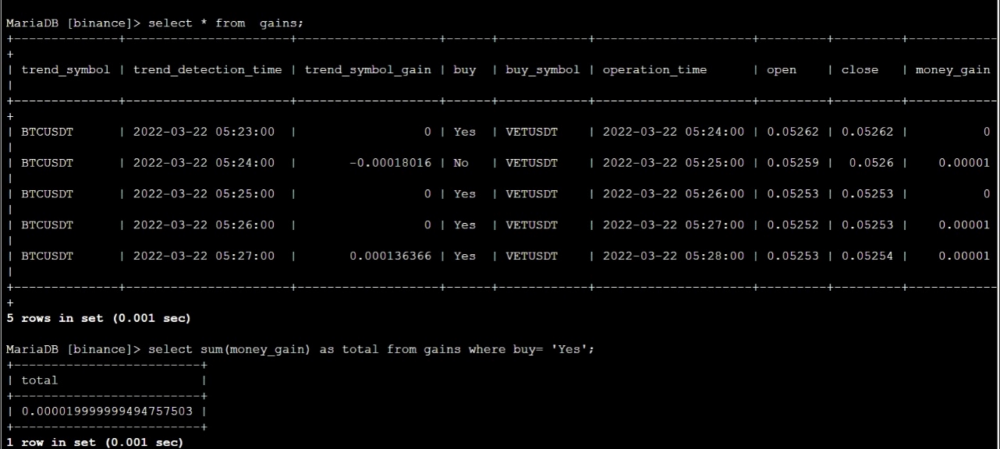 MariaDB [binance]> select * from  gains;
+--------------+---------------------+-------------------+------+------------+---------------------+---------+---------+------------
+
| trend_symbol | trend_detection_time | trend_symbol_gain | buy  | buy_symbol | operation_time      | open    | close   | money_gain
|
+--------------+---------------------+-------------------+------+------------+---------------------+---------+---------+------------
+
| BTCUSDT      | 2022-03-22 05:23:00  |                 0 | Yes  | VETUSDT    | 2022-03-22 05:24:00 | 0.05262 | 0.05262 |          0
|
| BTCUSDT      | 2022-03-22 05:24:00  |       -0.00018016 | No   | VETUSDT    | 2022-03-22 05:25:00 | 0.05259 |  0.0526 |    0.00001
|
| BTCUSDT      | 2022-03-22 05:25:00  |                 0 | Yes  | VETUSDT    | 2022-03-22 05:26:00 | 0.05253 | 0.05253 |          0
|
| BTCUSDT      | 2022-03-22 05:26:00  |                 0 | Yes  | VETUSDT    | 2022-03-22 05:27:00 | 0.05252 | 0.05253 |    0.00001
|
| BTCUSDT      | 2022-03-22 05:27:00  |       0.000136366 | Yes  | VETUSDT    | 2022-03-22 05:28:00 | 0.05253 | 0.05254 |    0.00001
|
+--------------+---------------------+-------------------+------+------------+---------------------+---------+---------+------------
+
5 rows in set (0.001 sec)
MariaDB [binance]> select sum(money_gain) as total from gains where buy= 'Yes';
+-------------------------+
| total                   |
+-------------------------+
| 0.000019999999494757503 |
+-------------------------+
1 row in set (0.001 sec)